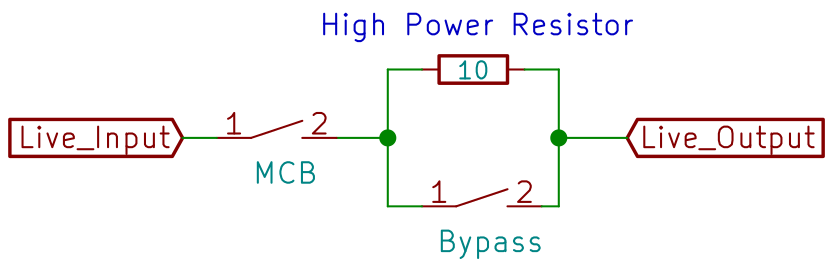 High Power Resistor
10
Live_Input
1 2
MCB
Live_Output
1 2
Bypass